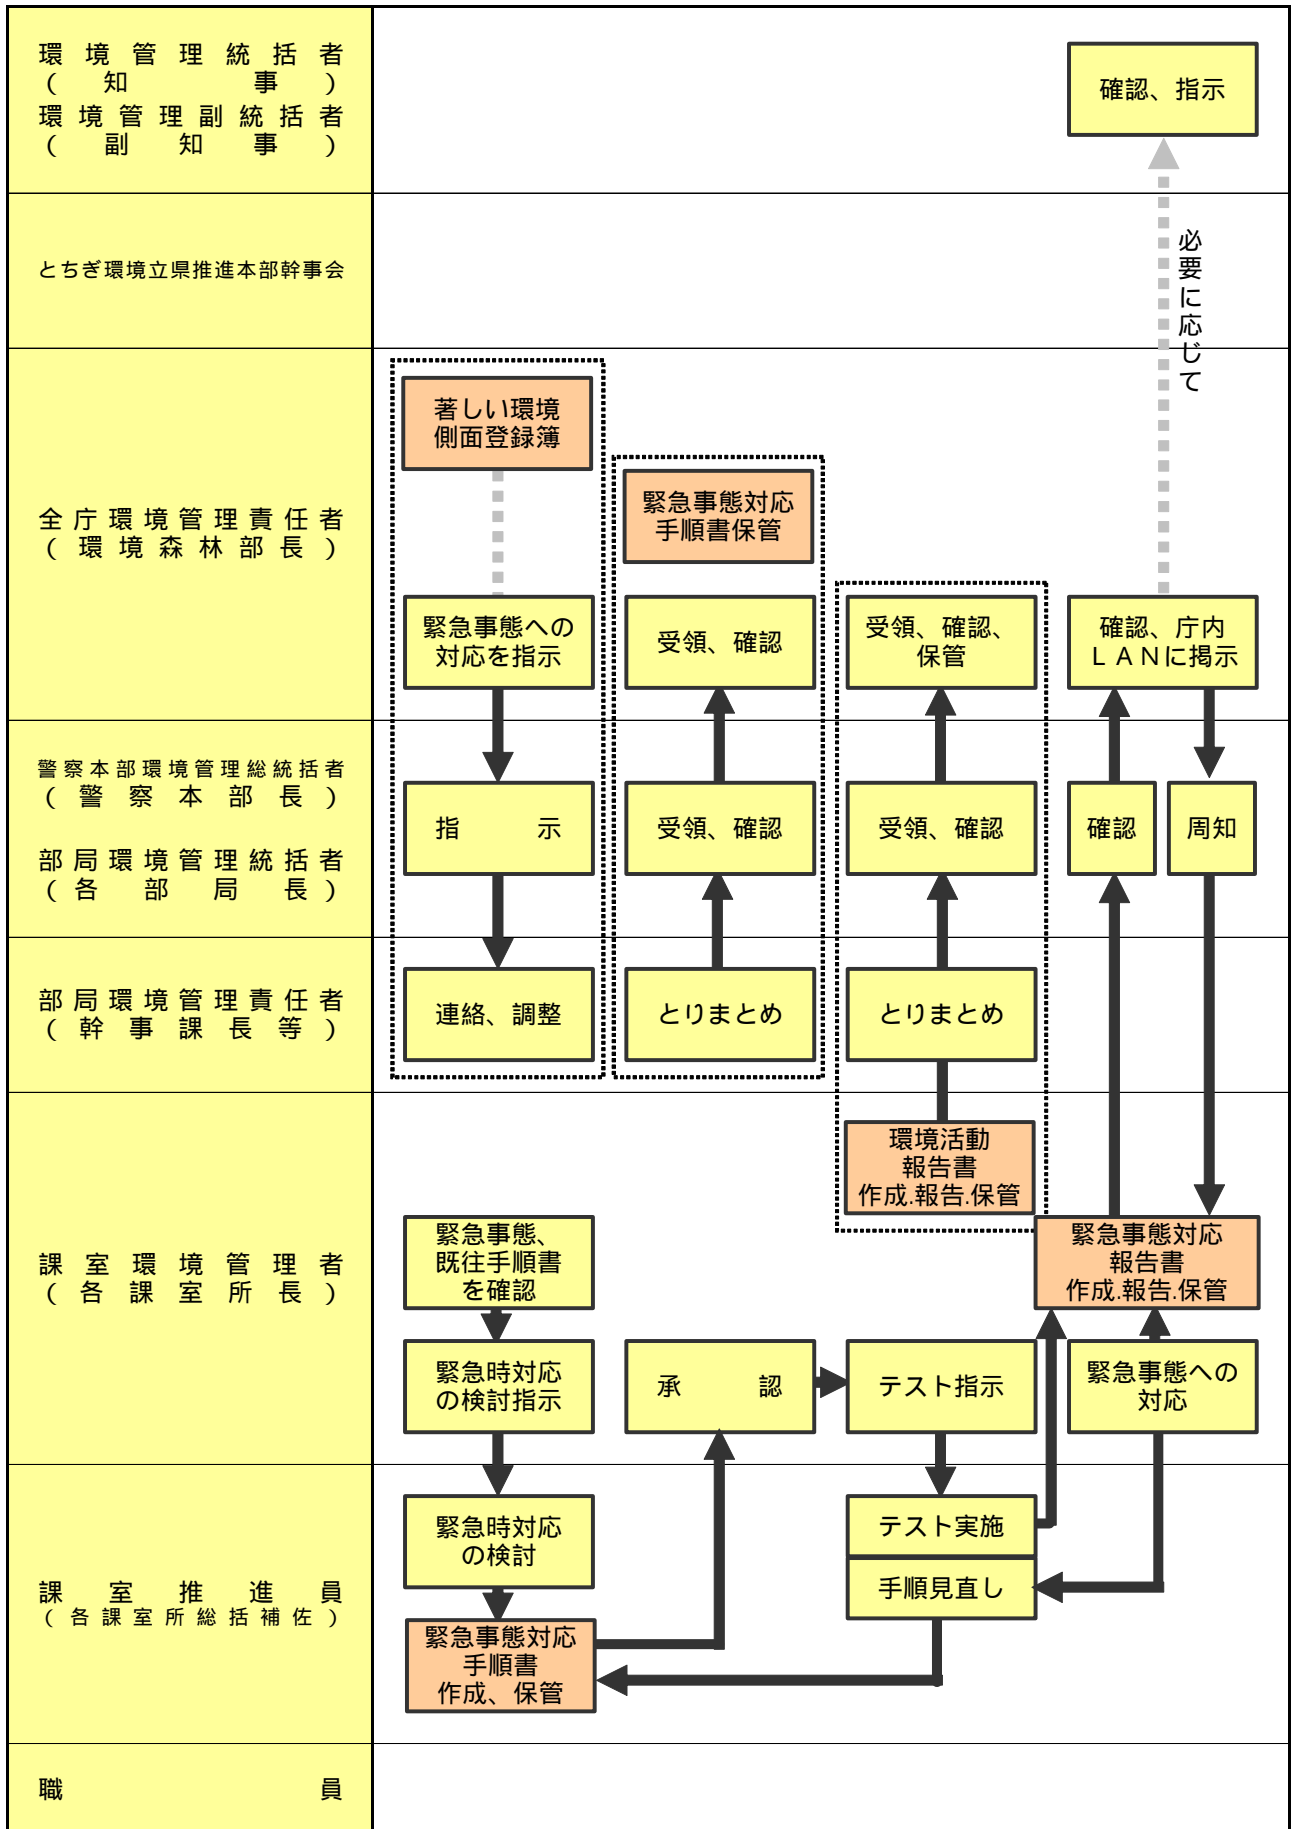 環境管理統括者
(知事)
環境管理副統括者
(副知事)
確認、指示
とちぎ環境立県推進本部幹事会
必要に応じて
全庁環境管理責任者
(環境森林部長)
著しい環境
側面登録簿
緊急事態対応
手順書保管
緊急事態への
対応を指示
受領、確認
受領、確認、
保管
確認、庁内
LANに掲示
警察本部環境管理総統括者
(警察本部長)
部局環境管理統括者
(各部局長)
指示
受領、確認
受領、確認
確認
周知
部局環境管理責任者
(幹事課長等)
連絡、調整
とりまとめ
とりまとめ
課室環境管理者
(各課室所長)
環境活動
報告書
作成.報告.保管
緊急事態、
既往手順書
を確認
緊急事態対応
報告書
作成.報告.保管
緊急時対応
の検討指示
承認
テスト指示
緊急事態への
対応
課室推進員
(各課室所総括補佐)
緊急時対応
の検討
テスト実施
手順見直し
緊急事態対応
手順書
作成、保管
職員